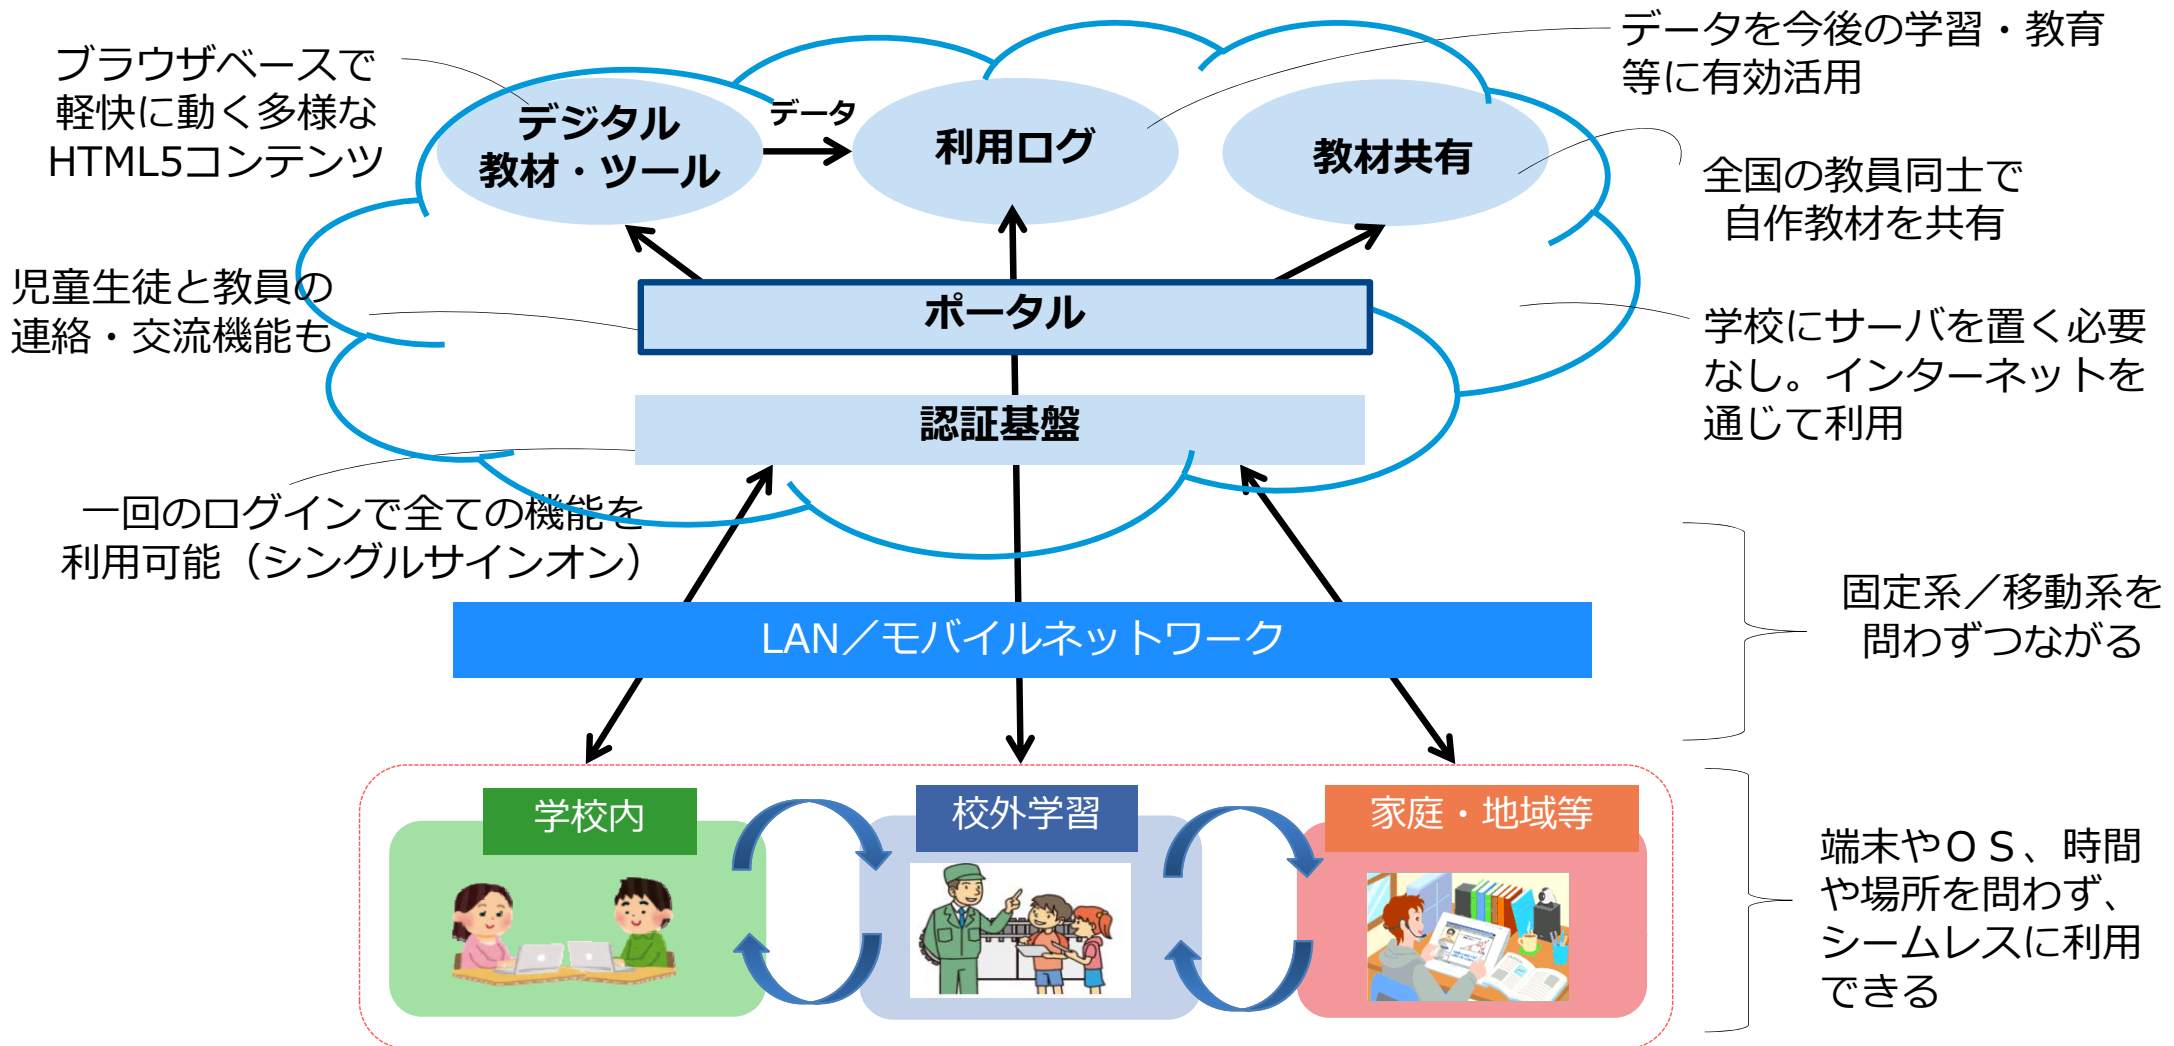 ブラウザベースで
軽快に動く多様な
HTML5コンテンツ
デジタル
教材・ツール
データ
利用ログ
教材共有
データを今後の学習・教育
等に有効活用
全国の教員同士で
自作教材を共有
児童生徒と教員の
連絡・交流機能も
ポータル
学校にサーバを置く必要
なし。インターネットを
通じて利用
認証基盤
一回のログインで全ての機能を
利用可能（シングルサインオン）
LAN／モバイルネットワーク
固定系／移動系を
問わずつながる
学校内
校外学習
家庭・地域等
端末やＯＳ、時間
や場所を問わず、
シームレスに利用
できる